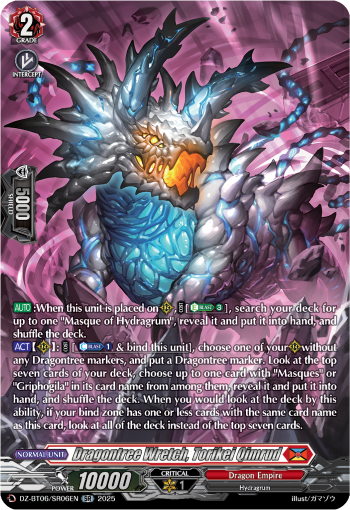 2
GRADE
INTERCEPT
5000
SHIELD
AUTO:When this unit is placed on R:COST[E-BLAST 3], search your deck for
up to one "Masque of Hydragrum", reveal it and put it into hand, and
shuffle the deck.
ACT[R]:COST[C-BLAST 1 & bind this unit], choose one of your R without
any Dragontree markers, and put a Dragontree marker. Look at the top
seven cards of your deck, choose up to one card with "Masques" or
"Griphogila" in its card name from among them, reveal it and put it into
hand, and shuffle the deck. When you would look at the deck by this
ability, if your bind zone has one or less cards with the same card name
as this card, look at all of the deck instead of the top seven cards.
NORMAL UNIT Dragontree Wretch, Torikei Qimrud
POWER 10000 CRITICAL 1 Dragon Empire
Hydragrum
DZ-BT06/SR06EN SR 2025 illust/ガマゾウ